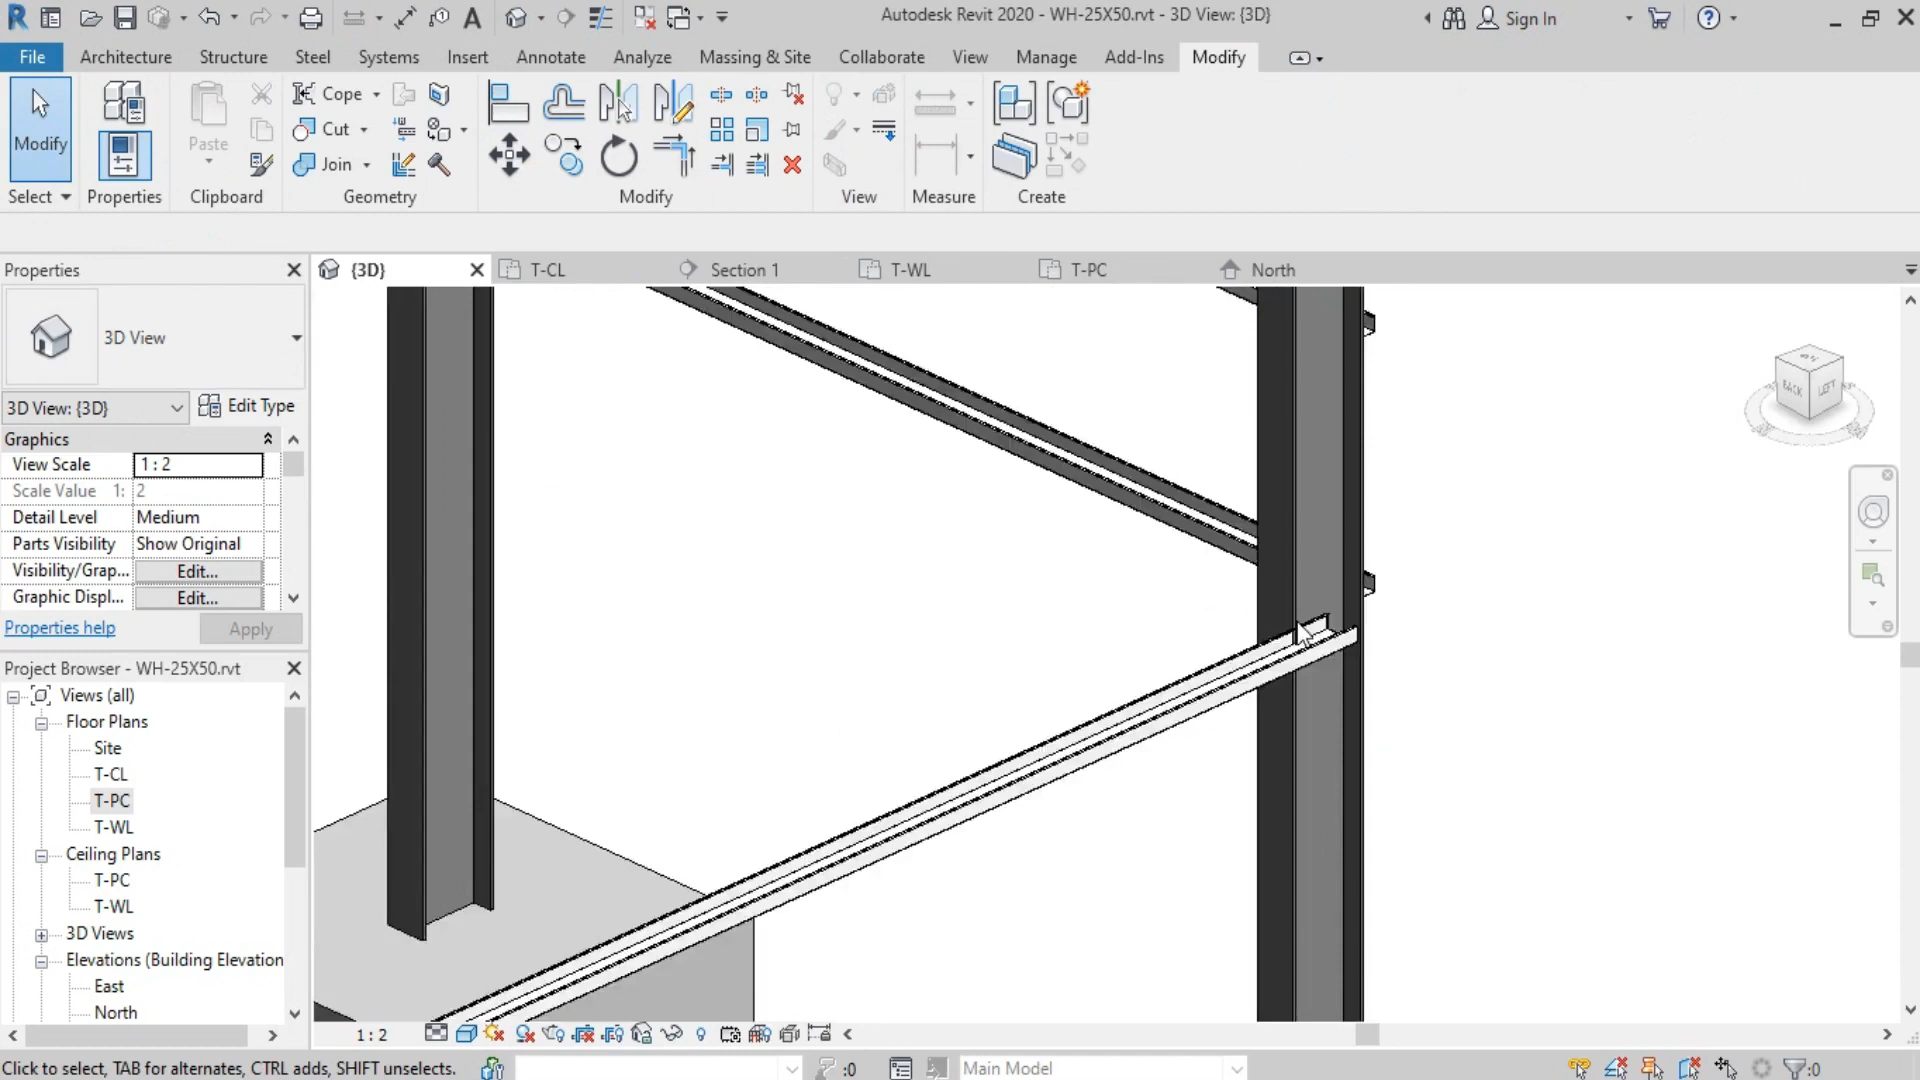 Autodesk Revit 2020 - WH-25X50.rvt - 3D View: {3D}
Sign In
File
Architecture
Structure
Steel
Systems
Insert
Annotate
Analyze
Massing & Site
Collaborate
View
Manage
Add-Ins
Modify
Modify
Paste
Cope
Cut
Join
Select
Properties
Clipboard
Geometry
Modify
View
Measure
Create
Properties
{3D}
T-CL
Section 1
T-WL
T-PC
North
3D View
3D View: {3D}
Edit Type
Graphics
View Scale
1 : 2
Scale Value 1:
2
Detail Level
Medium
Parts Visibility
Show Original
Visibility/Grap...
Edit...
Graphic Displ...
Edit...
Properties help
Apply
BACK
LEFT
Project Browser - WH-25X50.rvt
Views (all)
Floor Plans
Site
T-CL
T-PC
T-WL
Ceiling Plans
T-PC
T-WL
3D Views
Elevations (Building Elevation
East
North
1 : 2
Click to select, TAB for alternates, CTRL adds, SHIFT unselects.
:0
Main Model
:0